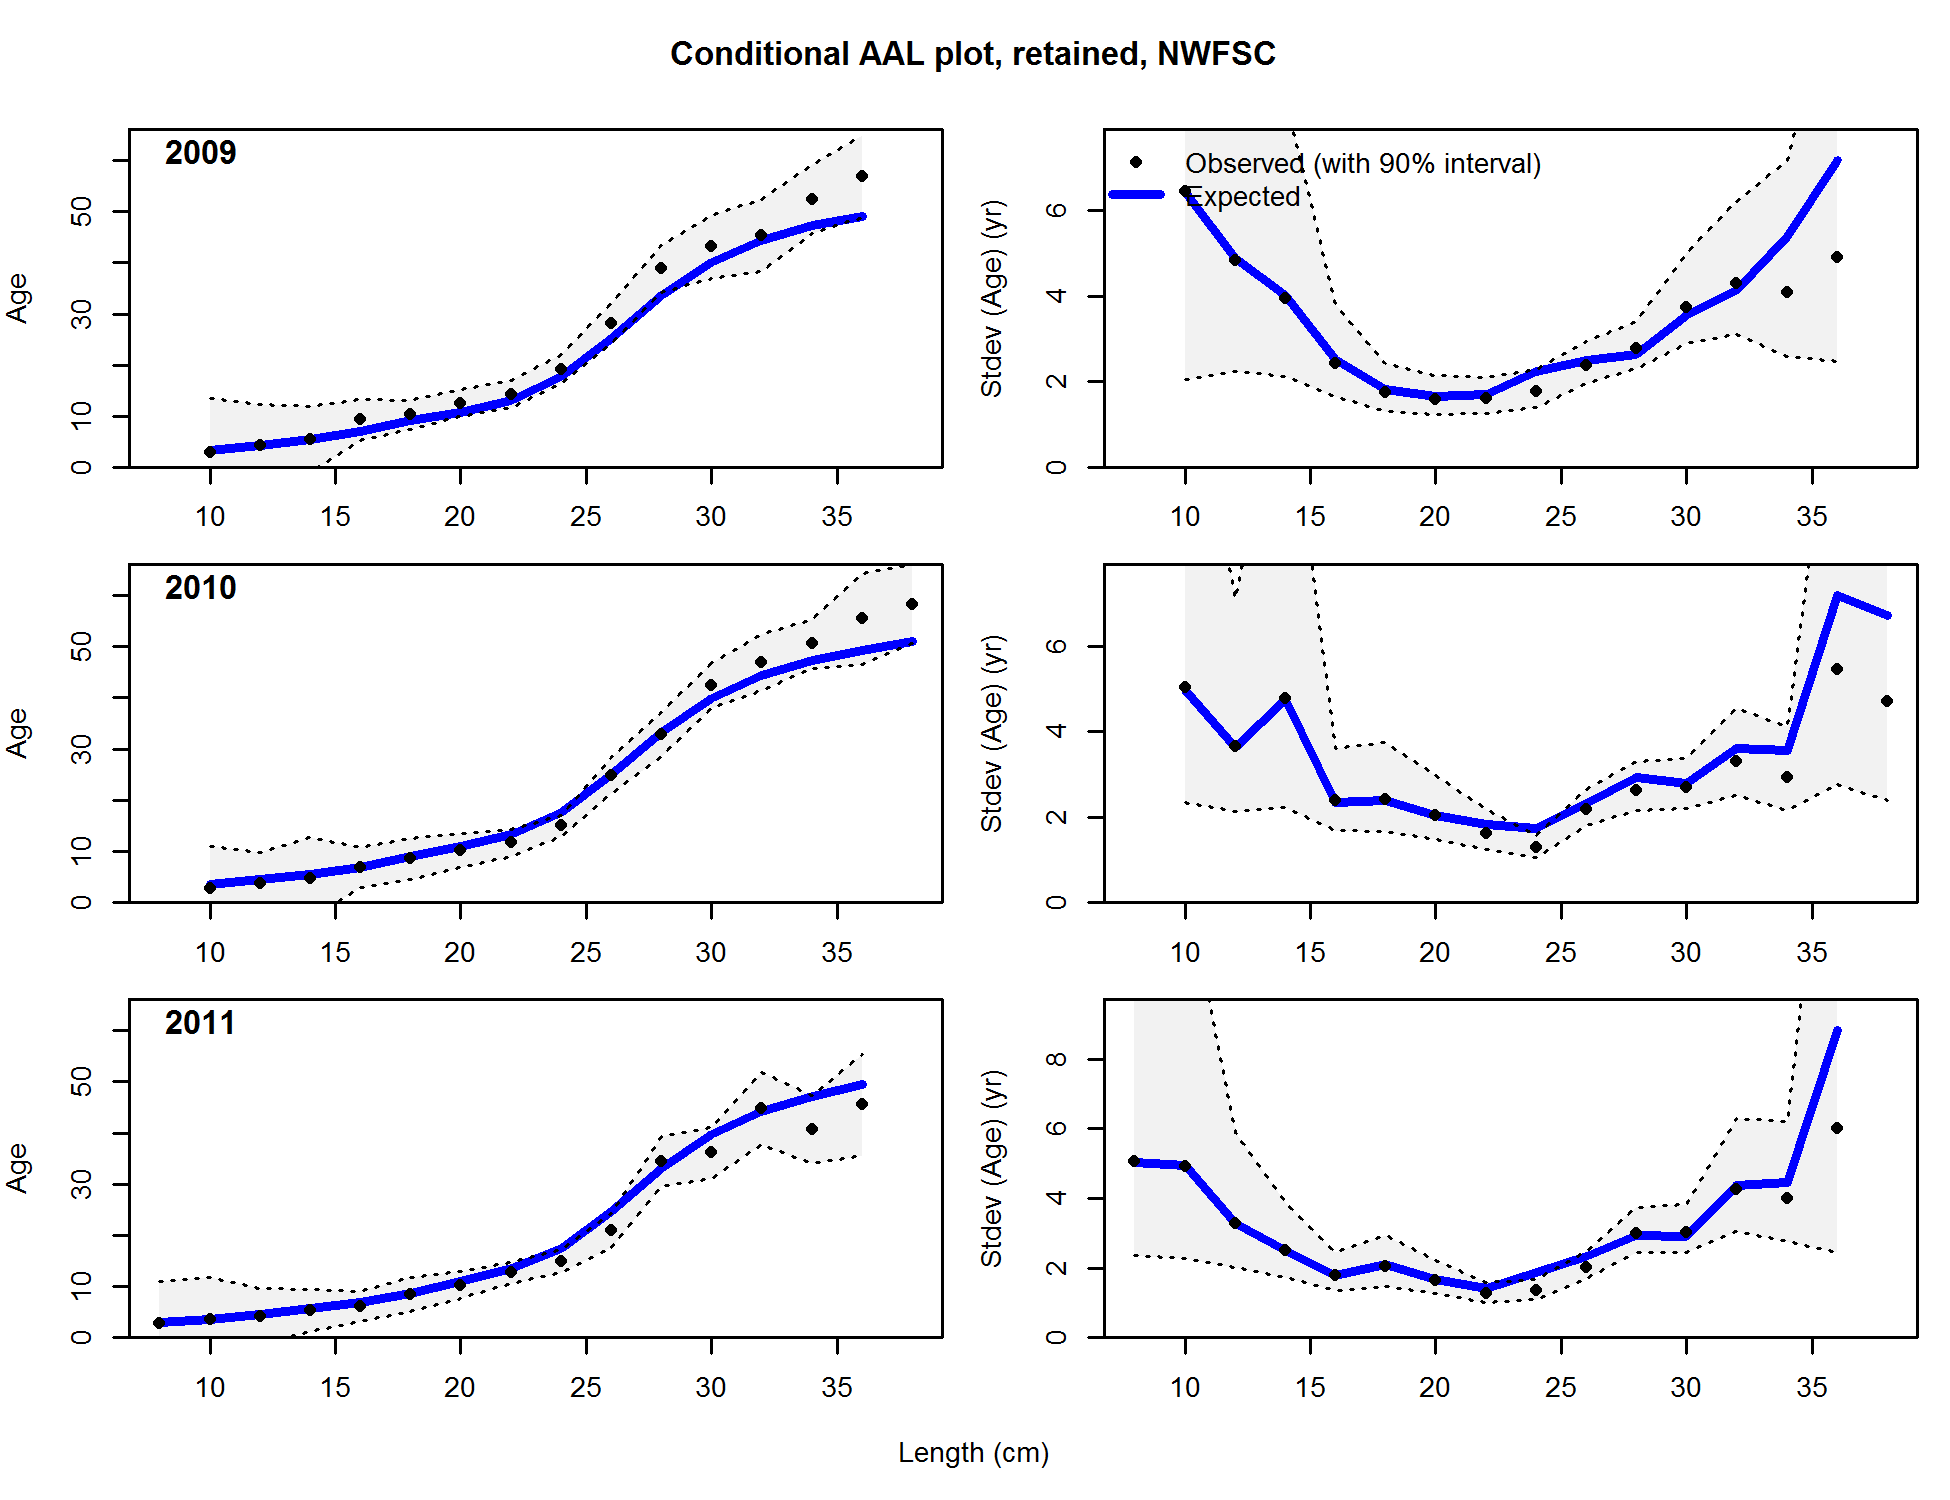 Conditional AAL plot, retained, NWFSC
2009
Age
0 10 30 50
10 15 20 25 30 35
Observed (with 90% interval)
Expected
Stdev (Age) (yr)
0 2 4 6
10 15 20 25 30 35
2010
Age
0 10 30 50
10 15 20 25 30 35
Stdev (Age) (yr)
0 2 4 6
10 15 20 25 30 35
2011
Age
0 10 30 50
10 15 20 25 30 35
Stdev (Age) (yr)
0 2 4 6 8
10 15 20 25 30 35
Length (cm)